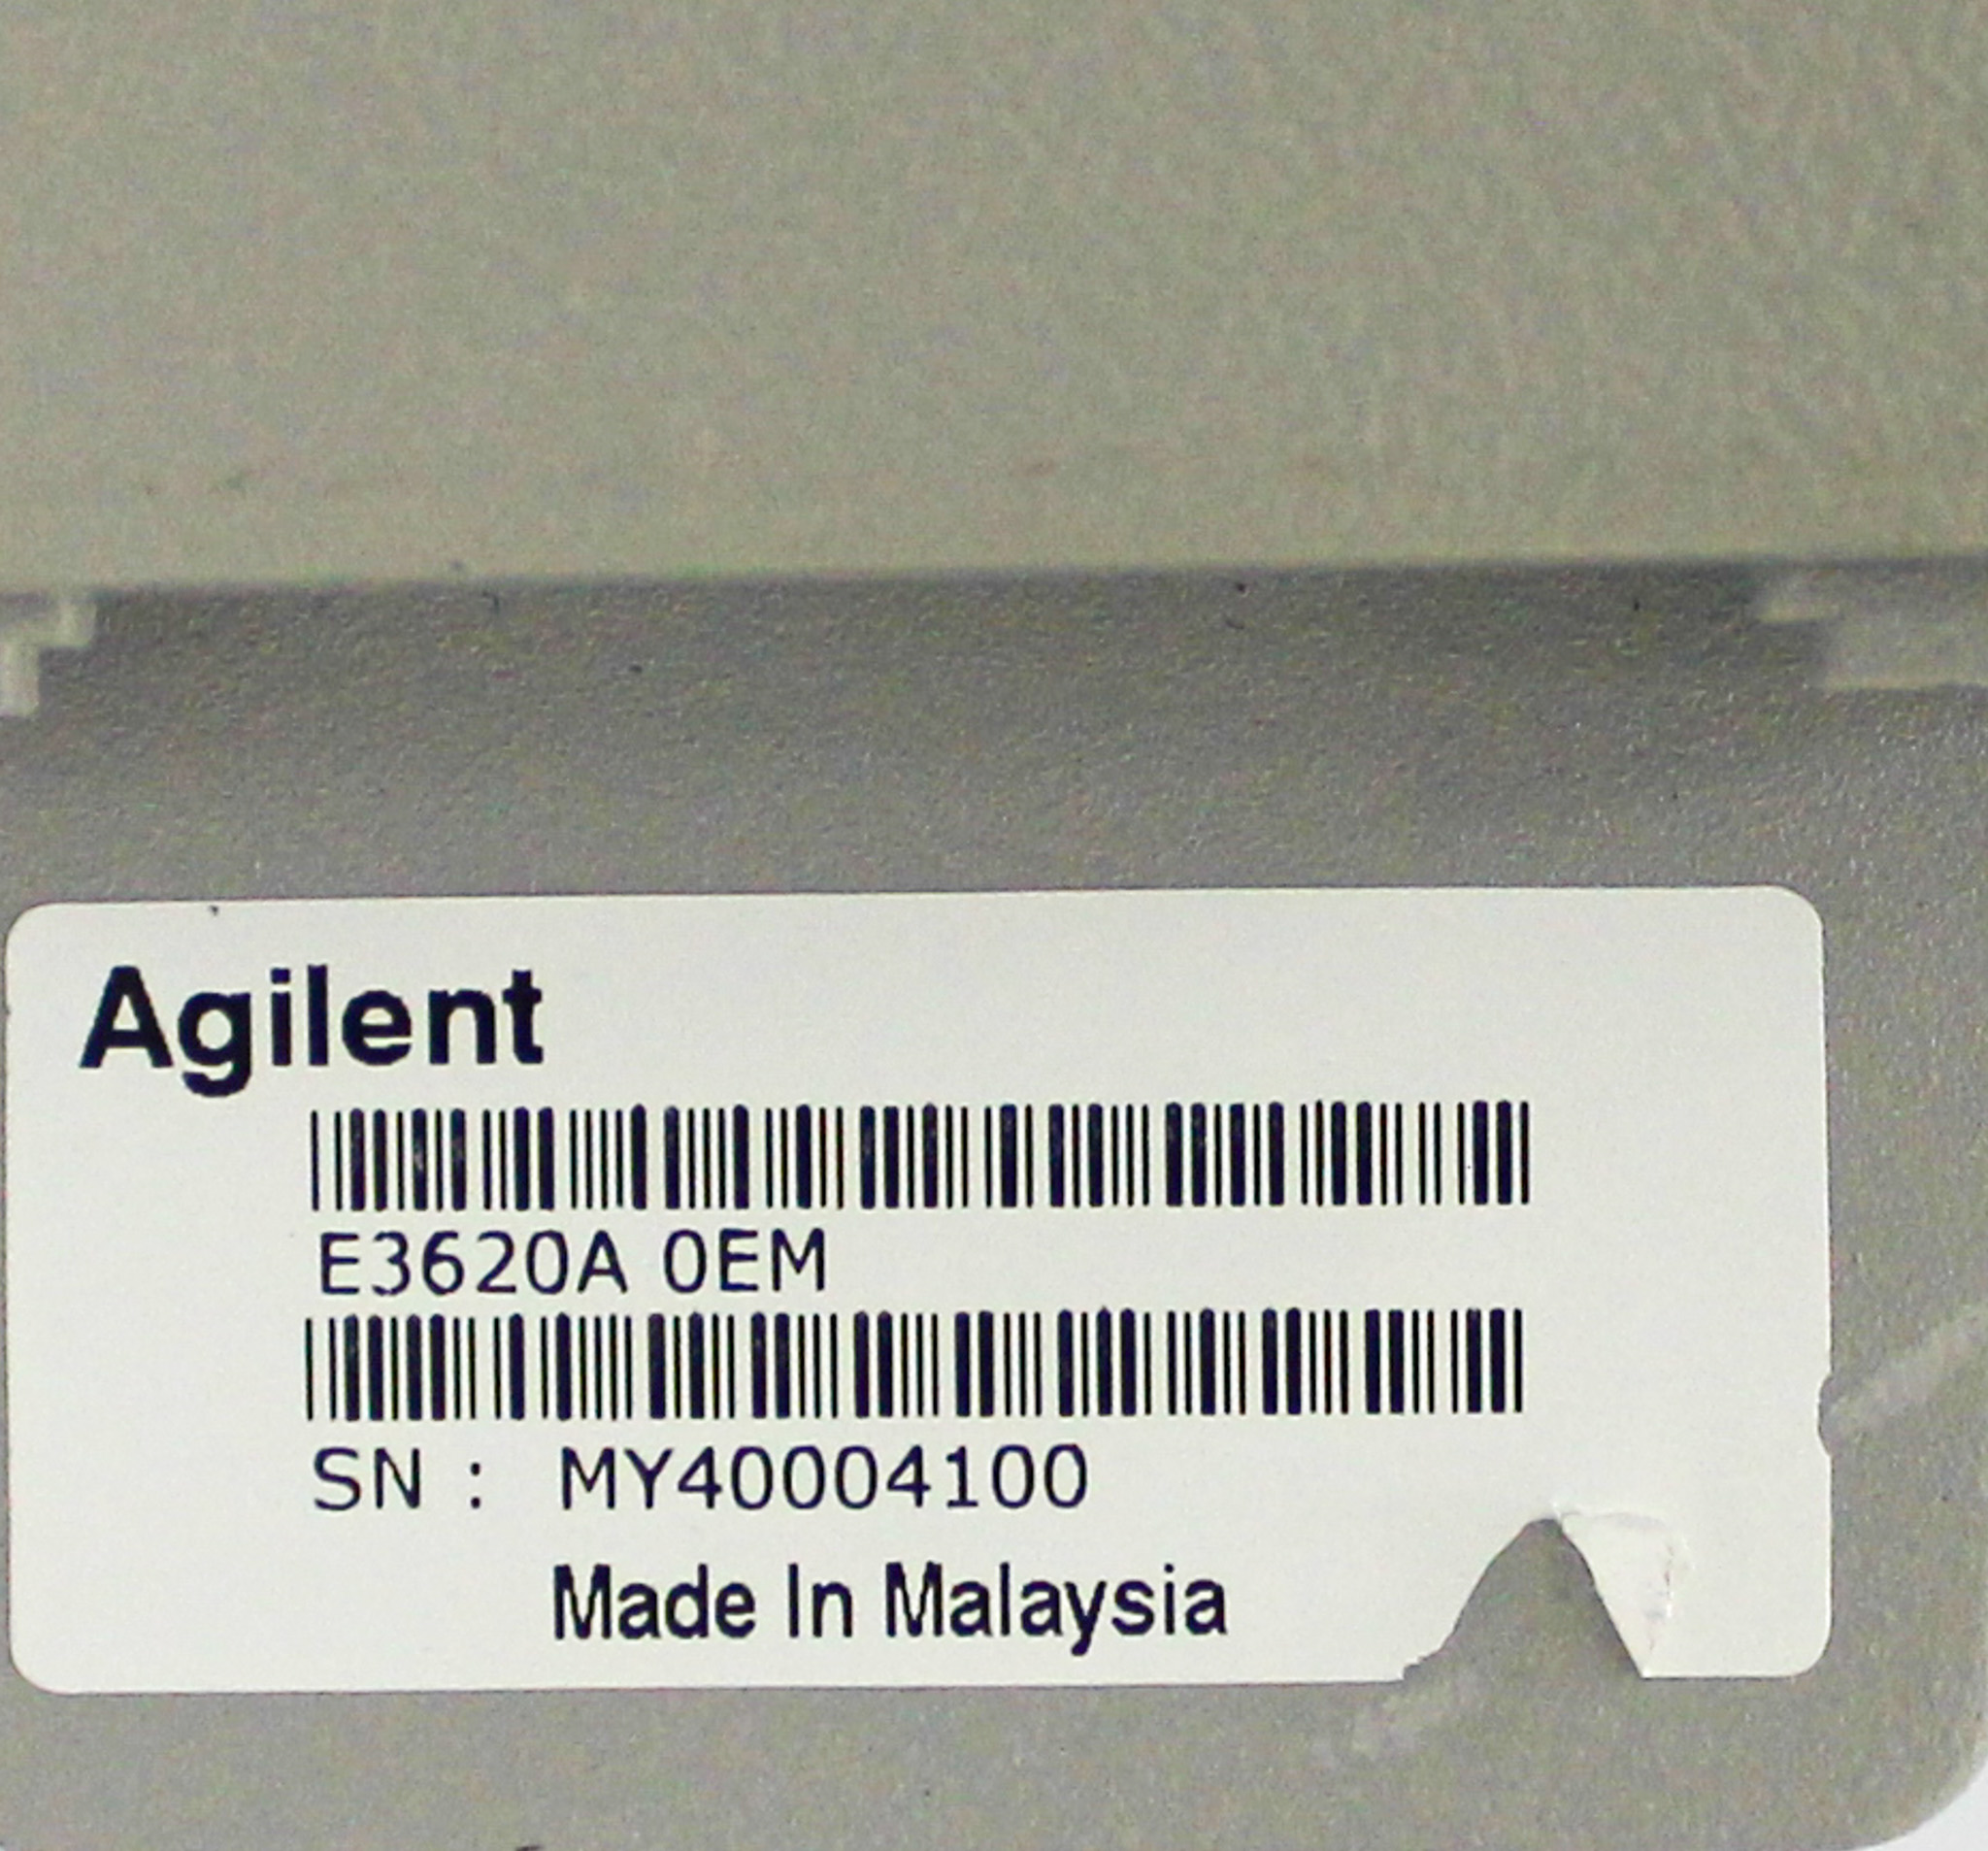 Agilent
E3620A 0EM
SN : MY40004100
Made In Malaysia